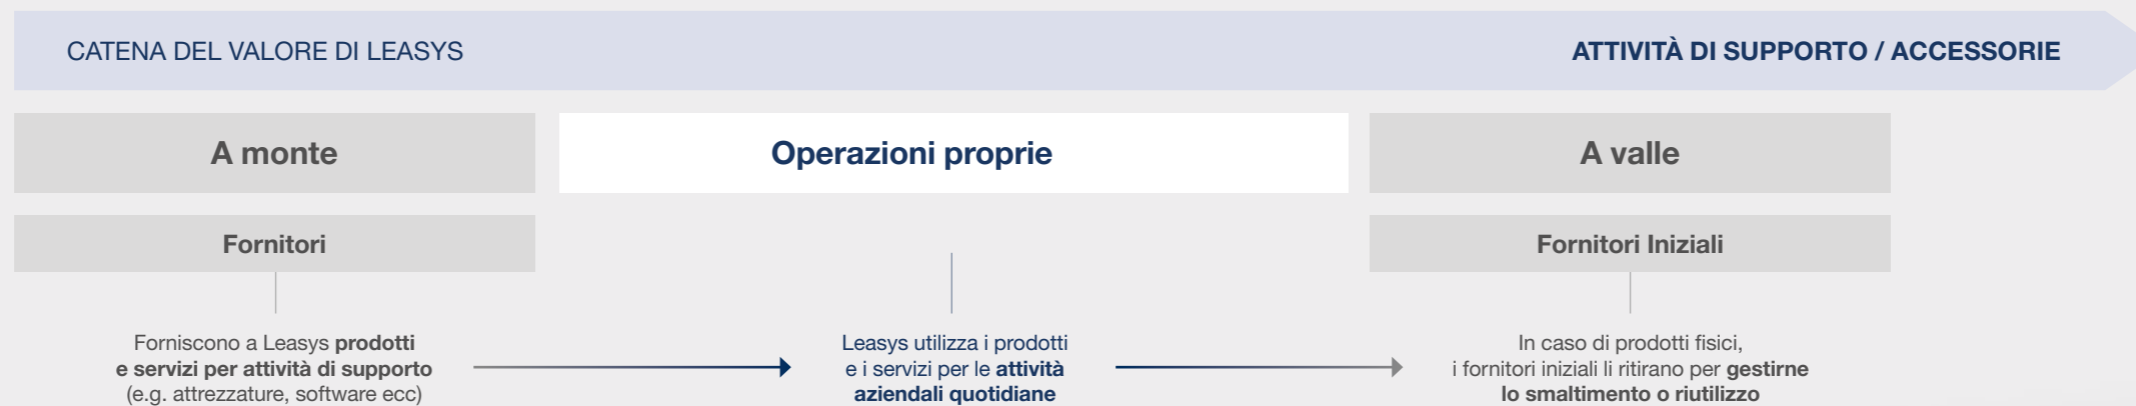 CATENA DEL VALORE DI LEASYS
ATTIVITÀ DI SUPPORTO / ACCESSORIE
A monte
Operazioni proprie
A valle
Fornitori
Fornitori Iniziali
Forniscono a Leasys prodotti
e servizi per attività di supporto
(e.g. attrezzature, software ecc)
Leasys utilizza i prodotti
e i servizi per le attività
aziendali quotidiane
In caso di prodotti fisici,
i fornitori iniziali li ritirano per gestirne
lo smaltimento o riutilizzo